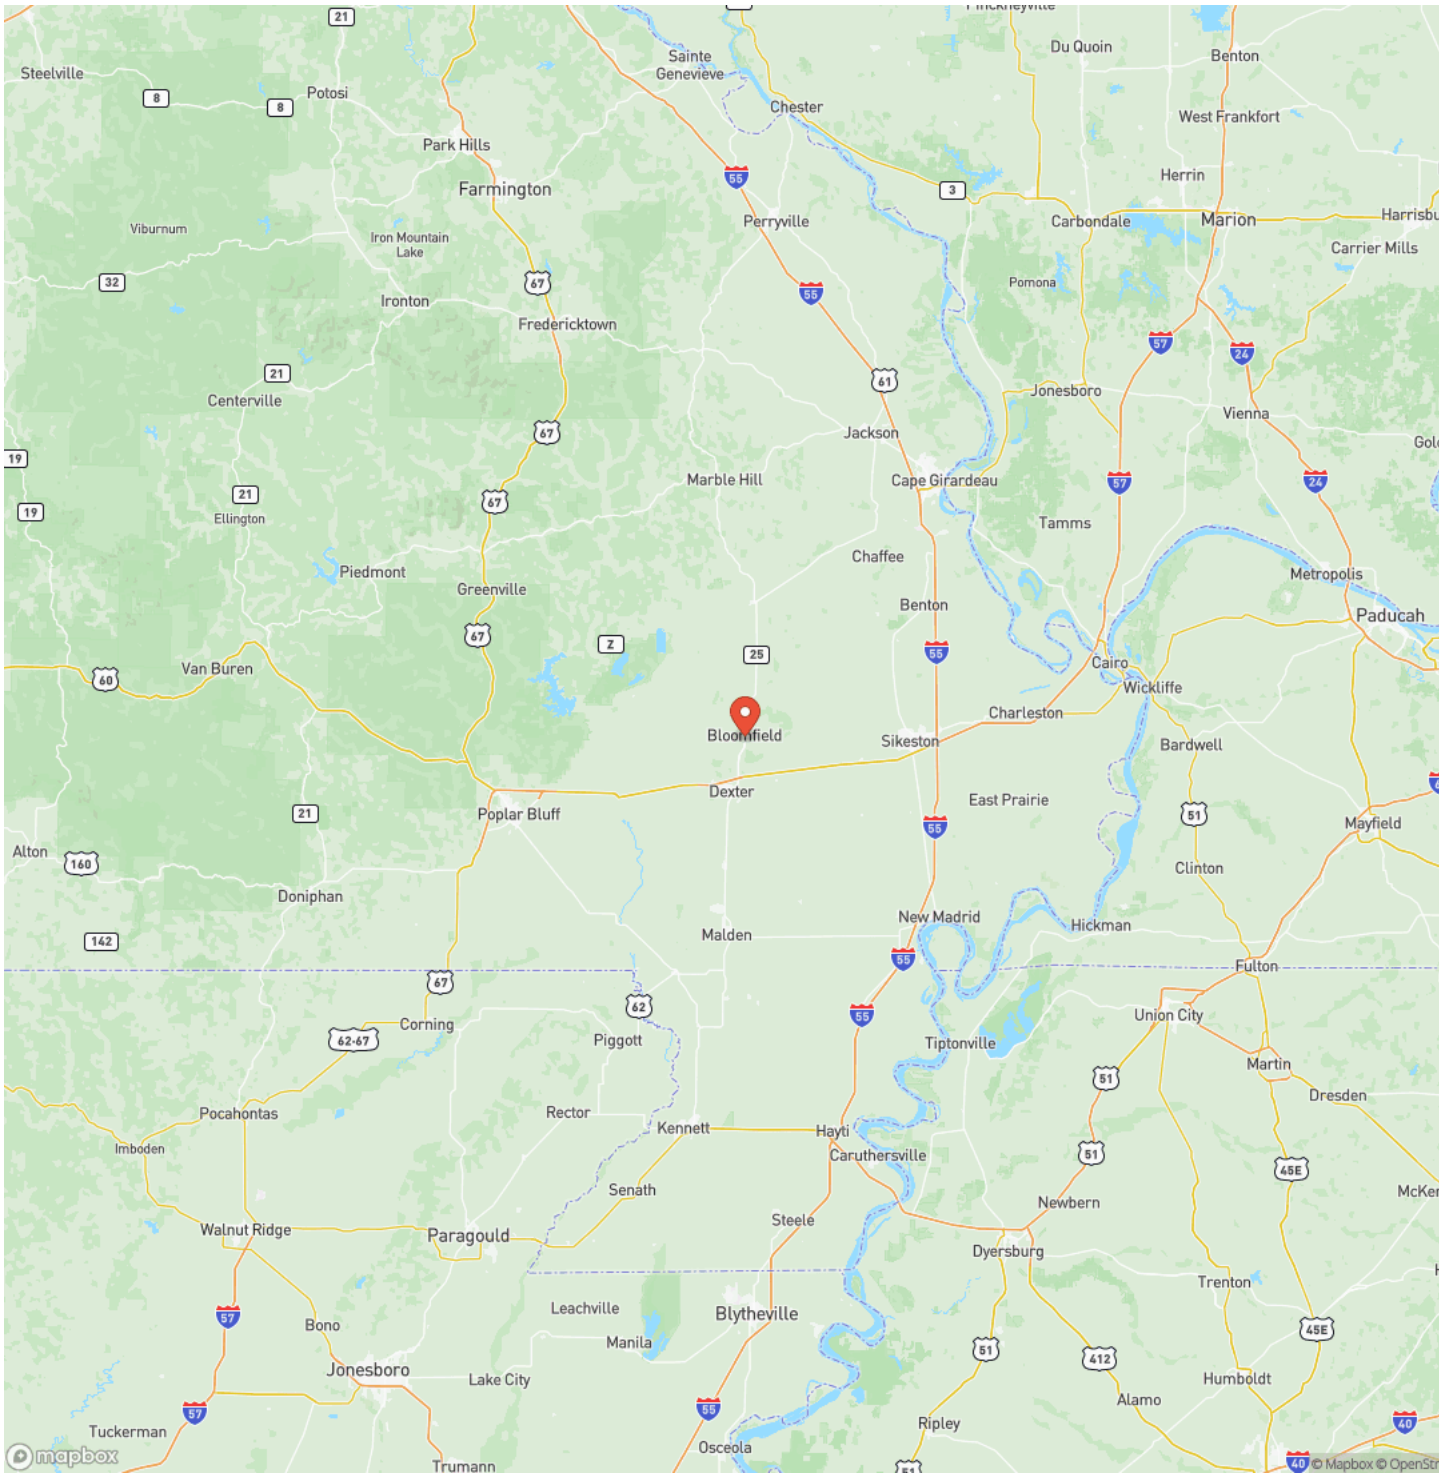 21
Pinckneyville
Sainte
Genevieve
Du Quoin
Benton
Steelville
8
Potosi
8
Chester
West Frankfort
Park Hills
55
Herrin
Farmington
3
Perryville
Carbondale
Marion
Harrisbu
Viburnum
Iron Mountain
Lake
Carrier Mills
32
67
Pomona
55
Ironton
Fredericktown
57
24
21
61
Centerville
Jonesboro
Vienna
67
Jackson
Gol
19
Marble Hill
Cape Girardeau
57
24
21
67
19
Ellington
Tamms
Chaffee
Piedmont
Metropolis
Greenville
Benton
Paducah
67
Z
25
55
Cairo
Van Buren
60
Wickliffe
Charleston
Bloomfield
Sikeston
Bardwell
Dexter
East Prairie
21
Poplar Bluff
55
51
Mayfield
Alton
160
Clinton
Doniphan
New Madrid
Hickman
142
Malden
55
Fulton
67
62
55
Union City
Corning
62-67
Piggott
Tiptonville
Martin
51
Dresden
Pocahontas
Rector
Kennett
Hayti
Imboden
Caruthersville
51
45E
Senath
McKe
Newbern
Walnut Ridge
Paragould
Steele
Dyersburg
Trenton
Leachville
Blytheville
57
Bono
Manila
45E
51
412
Jonesboro
Lake City
Humboldt
Alamo
57
55
Tuckerman
Ripley
40
Osceola
mapbox
Trumann
51
40
© Mapbox © OpenStr